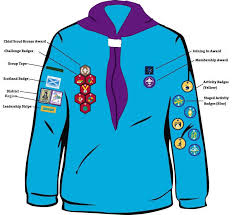 Chief Scout Bronze Award
Challenge Badges
Group Tape
Scotland Badge
District
Region
Leadership Stripe
Joining In Award
Membership Award
Activity Badges
(Yellow)
Staged Activity
Badges (Blue)